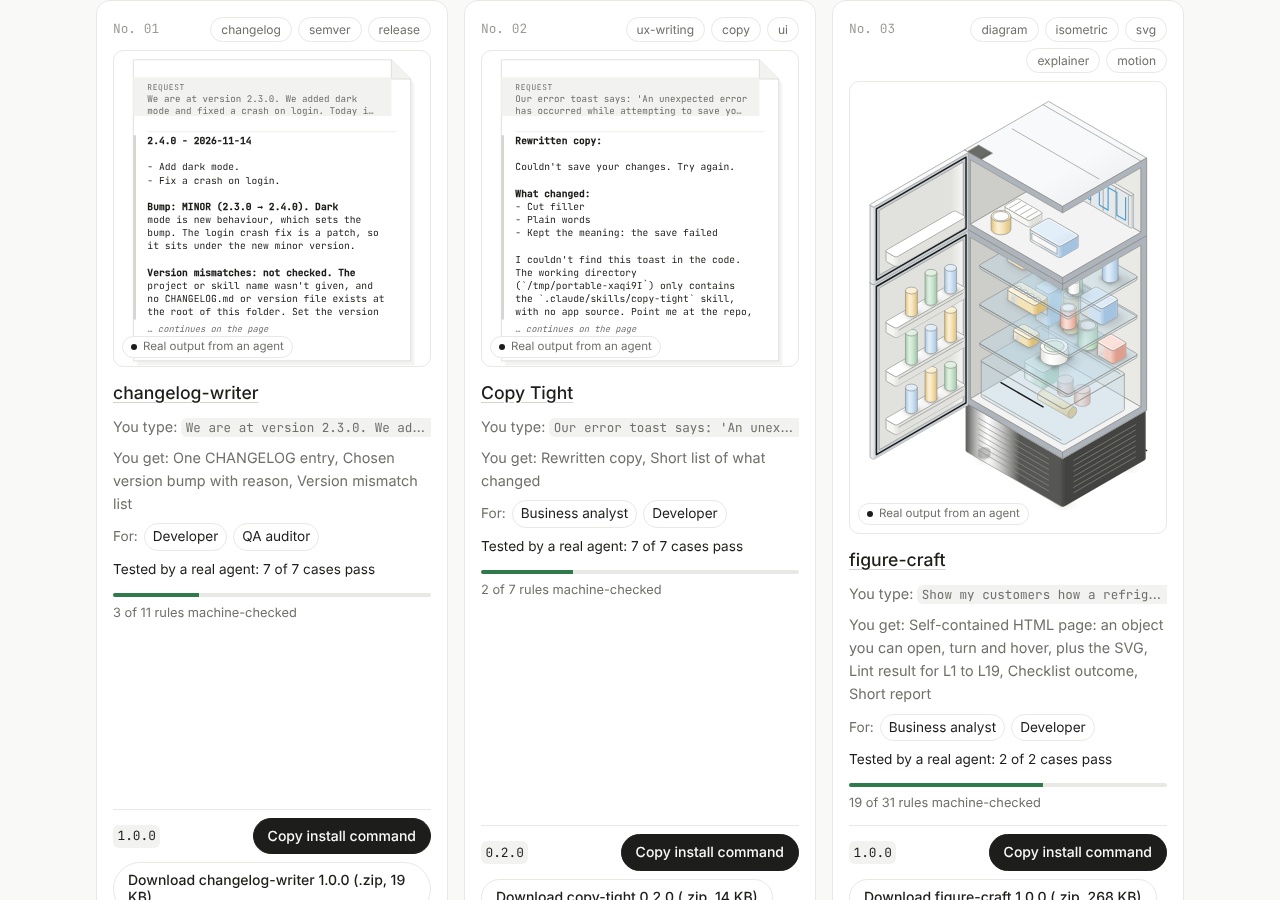 No. 01
changelog
semver
release
REQUEST
We are at version 2.3.0. We added dark
mode and fixed a crash on login. Today i…
2.4.0 - 2026-11-14
- Add dark mode.
- Fix a crash on login.
Bump: MINOR (2.3.0 → 2.4.0). Dark
mode is new behaviour, which sets the
bump. The login crash fix is a patch, so
it sits under the new minor version.
Version mismatches: not checked. The
project or skill name wasn't given, and
no CHANGELOG.md or version file exists at
the root of this folder. Set the version
… continues on the page
Real output from an agent
changelog-writer
You type: We are at version 2.3.0. We ad...
You get: One CHANGELOG entry, Chosen
version bump with reason, Version mismatch
list
For: Developer QA auditor
Tested by a real agent: 7 of 7 cases pass
3 of 11 rules machine-checked
1.0.0
Copy install command
Download changelog-writer 1.0.0 (.zip, 19
KB)
No. 02
ux-writing
copy
ui
REQUEST
Our error toast says: 'An unexpected error
has occurred while attempting to save yo…
Rewritten copy:
Couldn't save your changes. Try again.
What changed:
- Cut filler
- Plain words
- Kept the meaning: the save failed
I couldn't find this toast in the code.
The working directory
(`/tmp/portable-xaqi9I`) only contains
the `.claude/skills/copy-tight` skill,
with no app source. Point me at the repo,
… continues on the page
Real output from an agent
Copy Tight
You type: Our error toast says: 'An unex...
You get: Rewritten copy, Short list of what
changed
For: Business analyst Developer
Tested by a real agent: 7 of 7 cases pass
2 of 7 rules machine-checked
0.2.0
Copy install command
Download copy-tight 0.2.0 (.zip, 14 KB)
No. 03
diagram
isometric
svg
explainer
motion
Real output from an agent
figure-craft
You type: Show my customers how a refrig...
You get: Self-contained HTML page: an object
you can open, turn and hover, plus the SVG,
Lint result for L1 to L19, Checklist outcome,
Short report
For: Business analyst Developer
Tested by a real agent: 2 of 2 cases pass
19 of 31 rules machine-checked
1.0.0
Copy install command
Download figure-craft 1.0.0 (.zip, 268 KB)